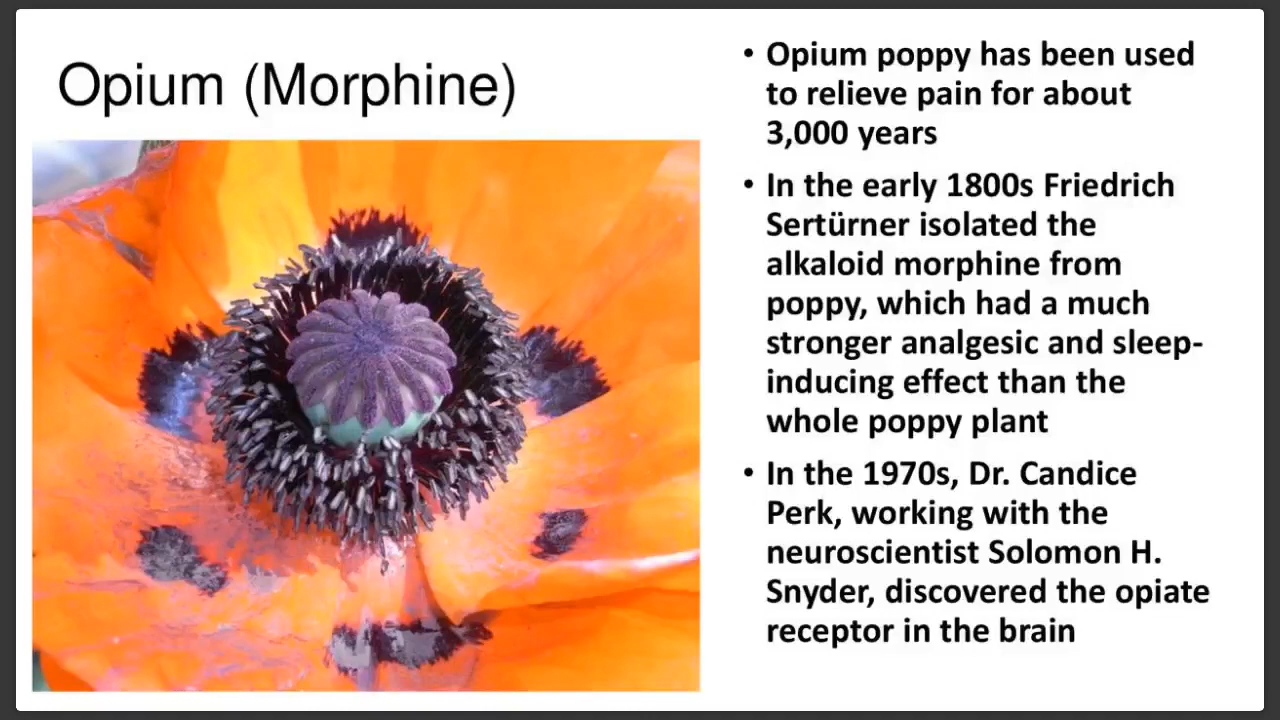 Opium (Morphine)
• Opium poppy has been used
to relieve pain for about
3,000 years
• In the early 1800s Friedrich
Sertürner isolated the
alkaloid morphine from
poppy, which had a much
stronger analgesic and sleep-
inducing effect than the
whole poppy plant
• In the 1970s, Dr. Candice
Perk, working with the
neuroscientist Solomon H.
Snyder, discovered the opiate
receptor in the brain